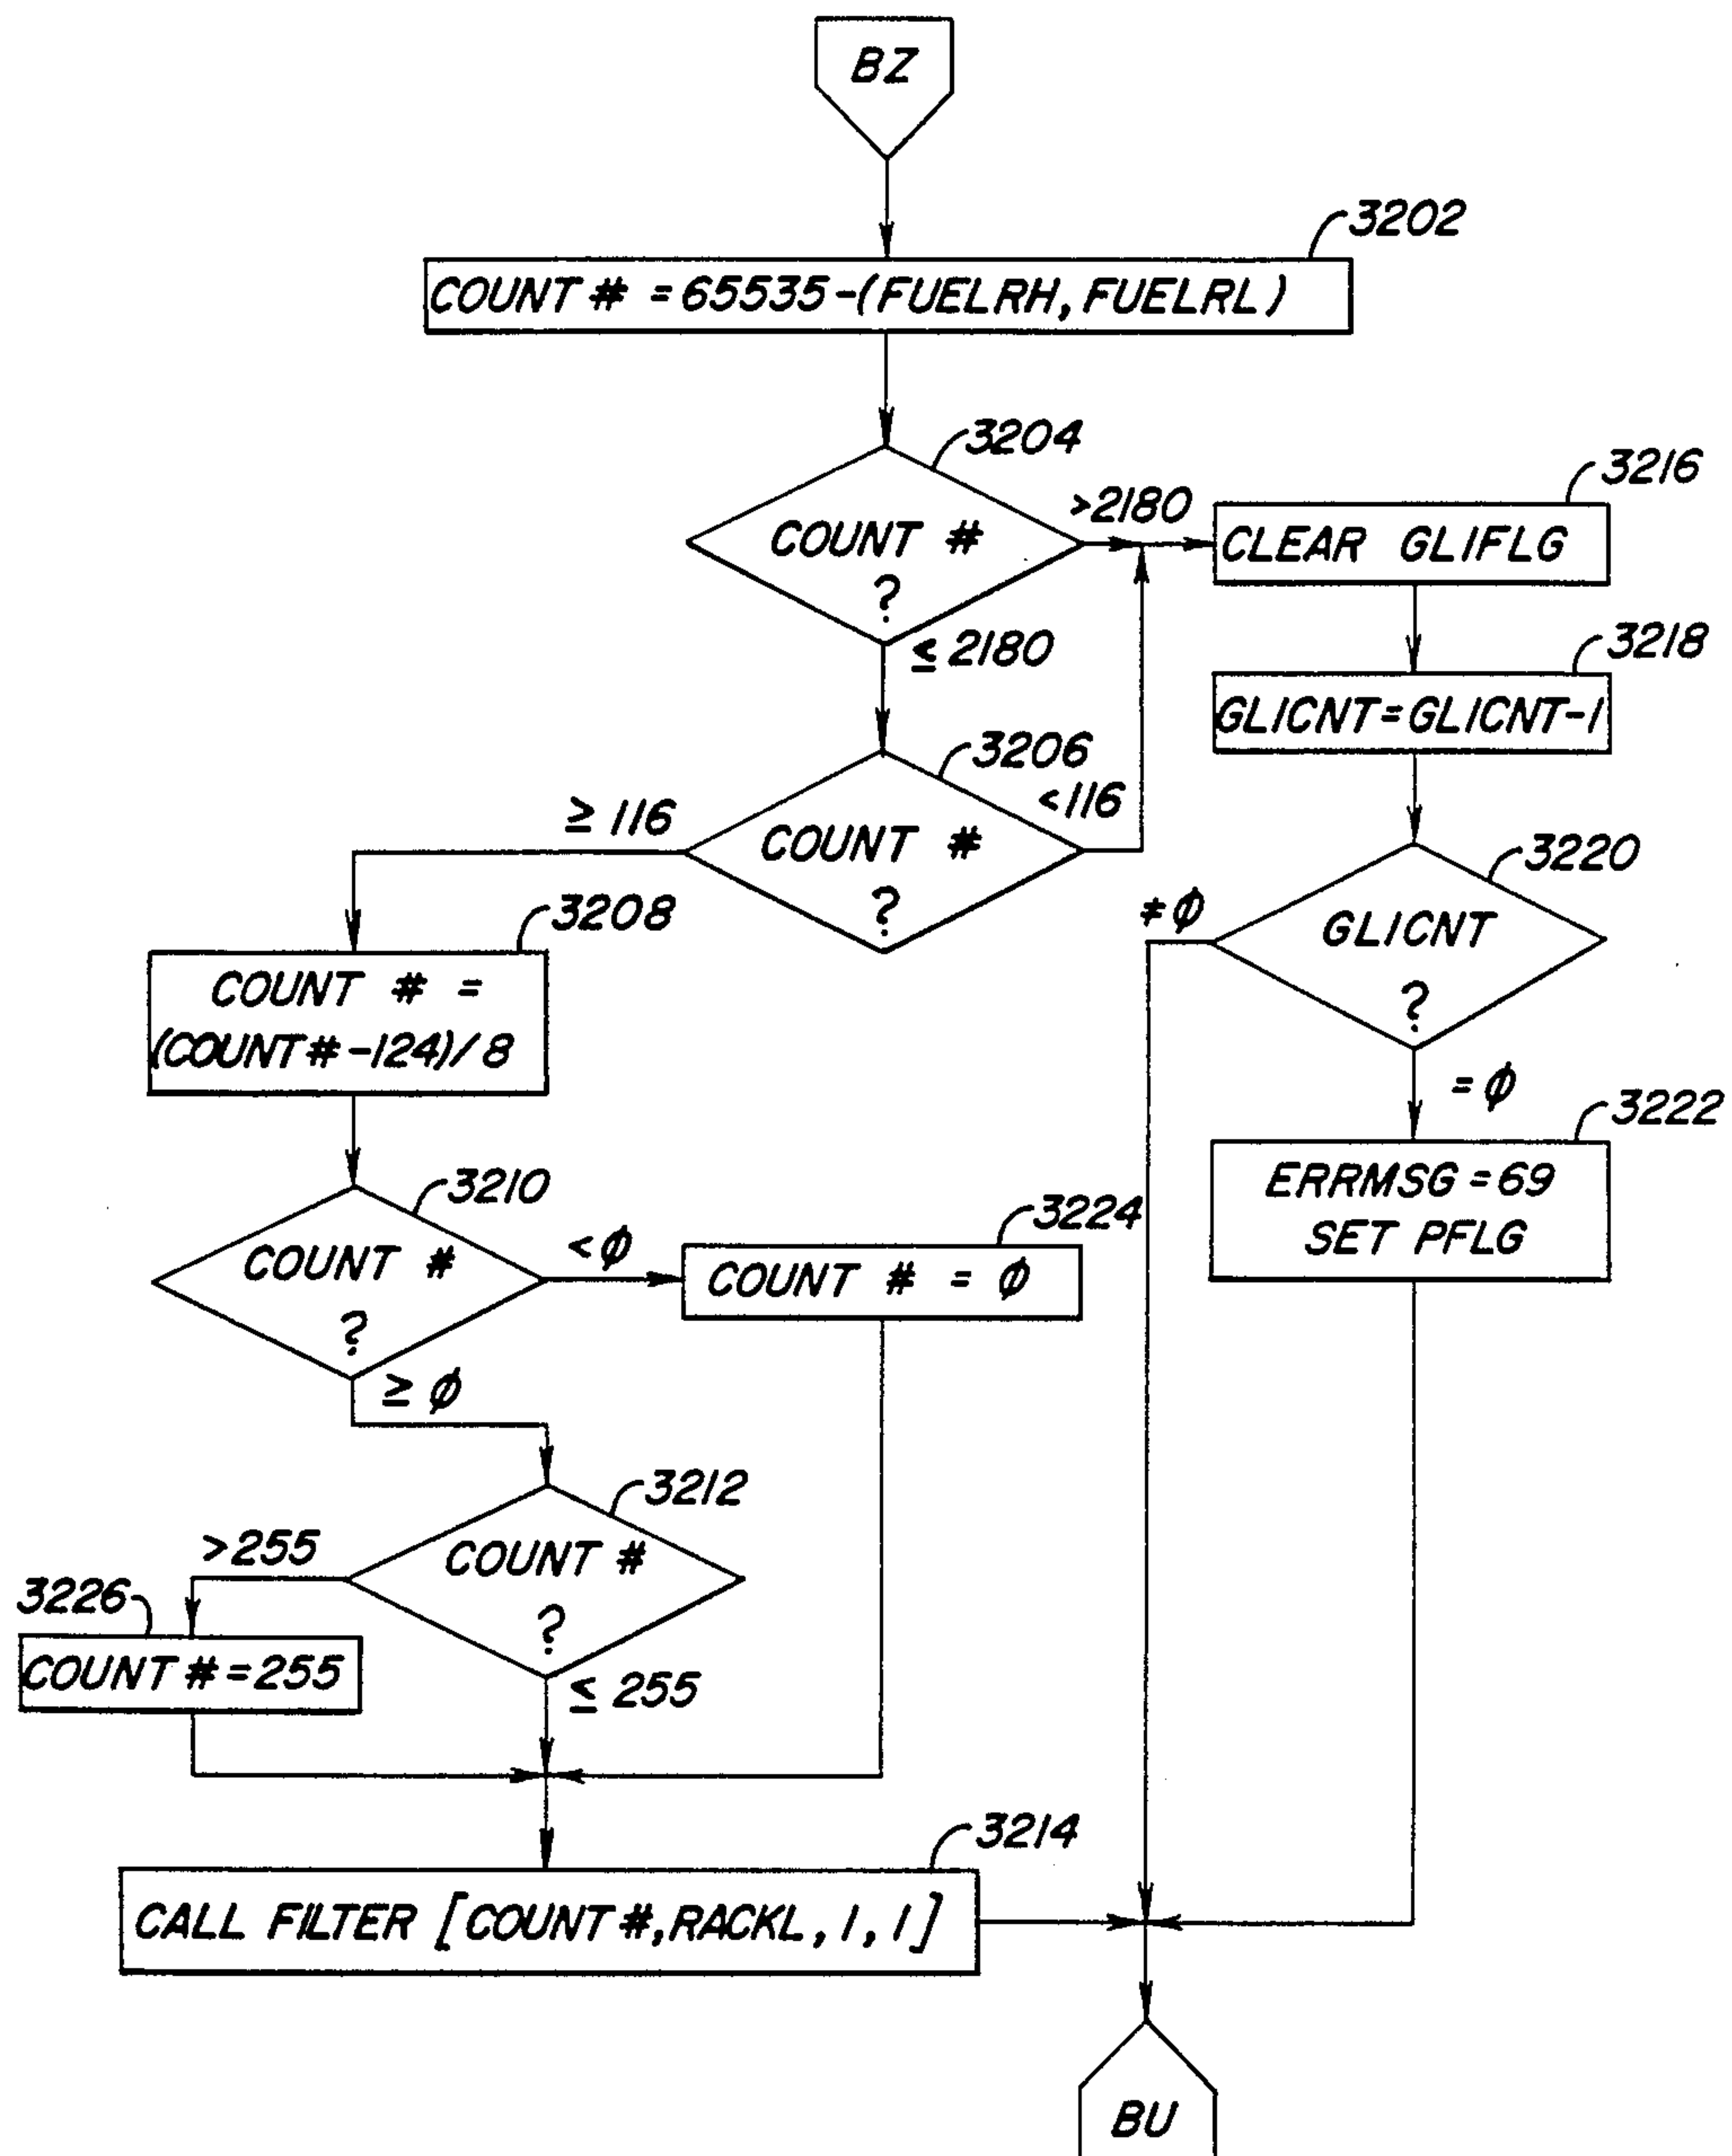 BZ
3202
COUNT # = 65535-(FUELRH, FUELRL)
3204
COUNT #
?
>2180
≤ 2180
3216
CLEAR GLIFLG
3218
GLICNT=GLICNT-1
3206
COUNT #
?
<116
≥ 116
3220
GLICNT
?
≠ φ
= φ
3208
COUNT # =
(COUNT#-124)/8
3222
ERRMSG = 69
SET PFLG
3210
COUNT #
?
< φ
≥ φ
3224
COUNT # = φ
3212
COUNT #
?
>255
≤ 255
3226
COUNT #=255
3214
CALL FILTER [COUNT#,RACKL, 1, 1]
BU